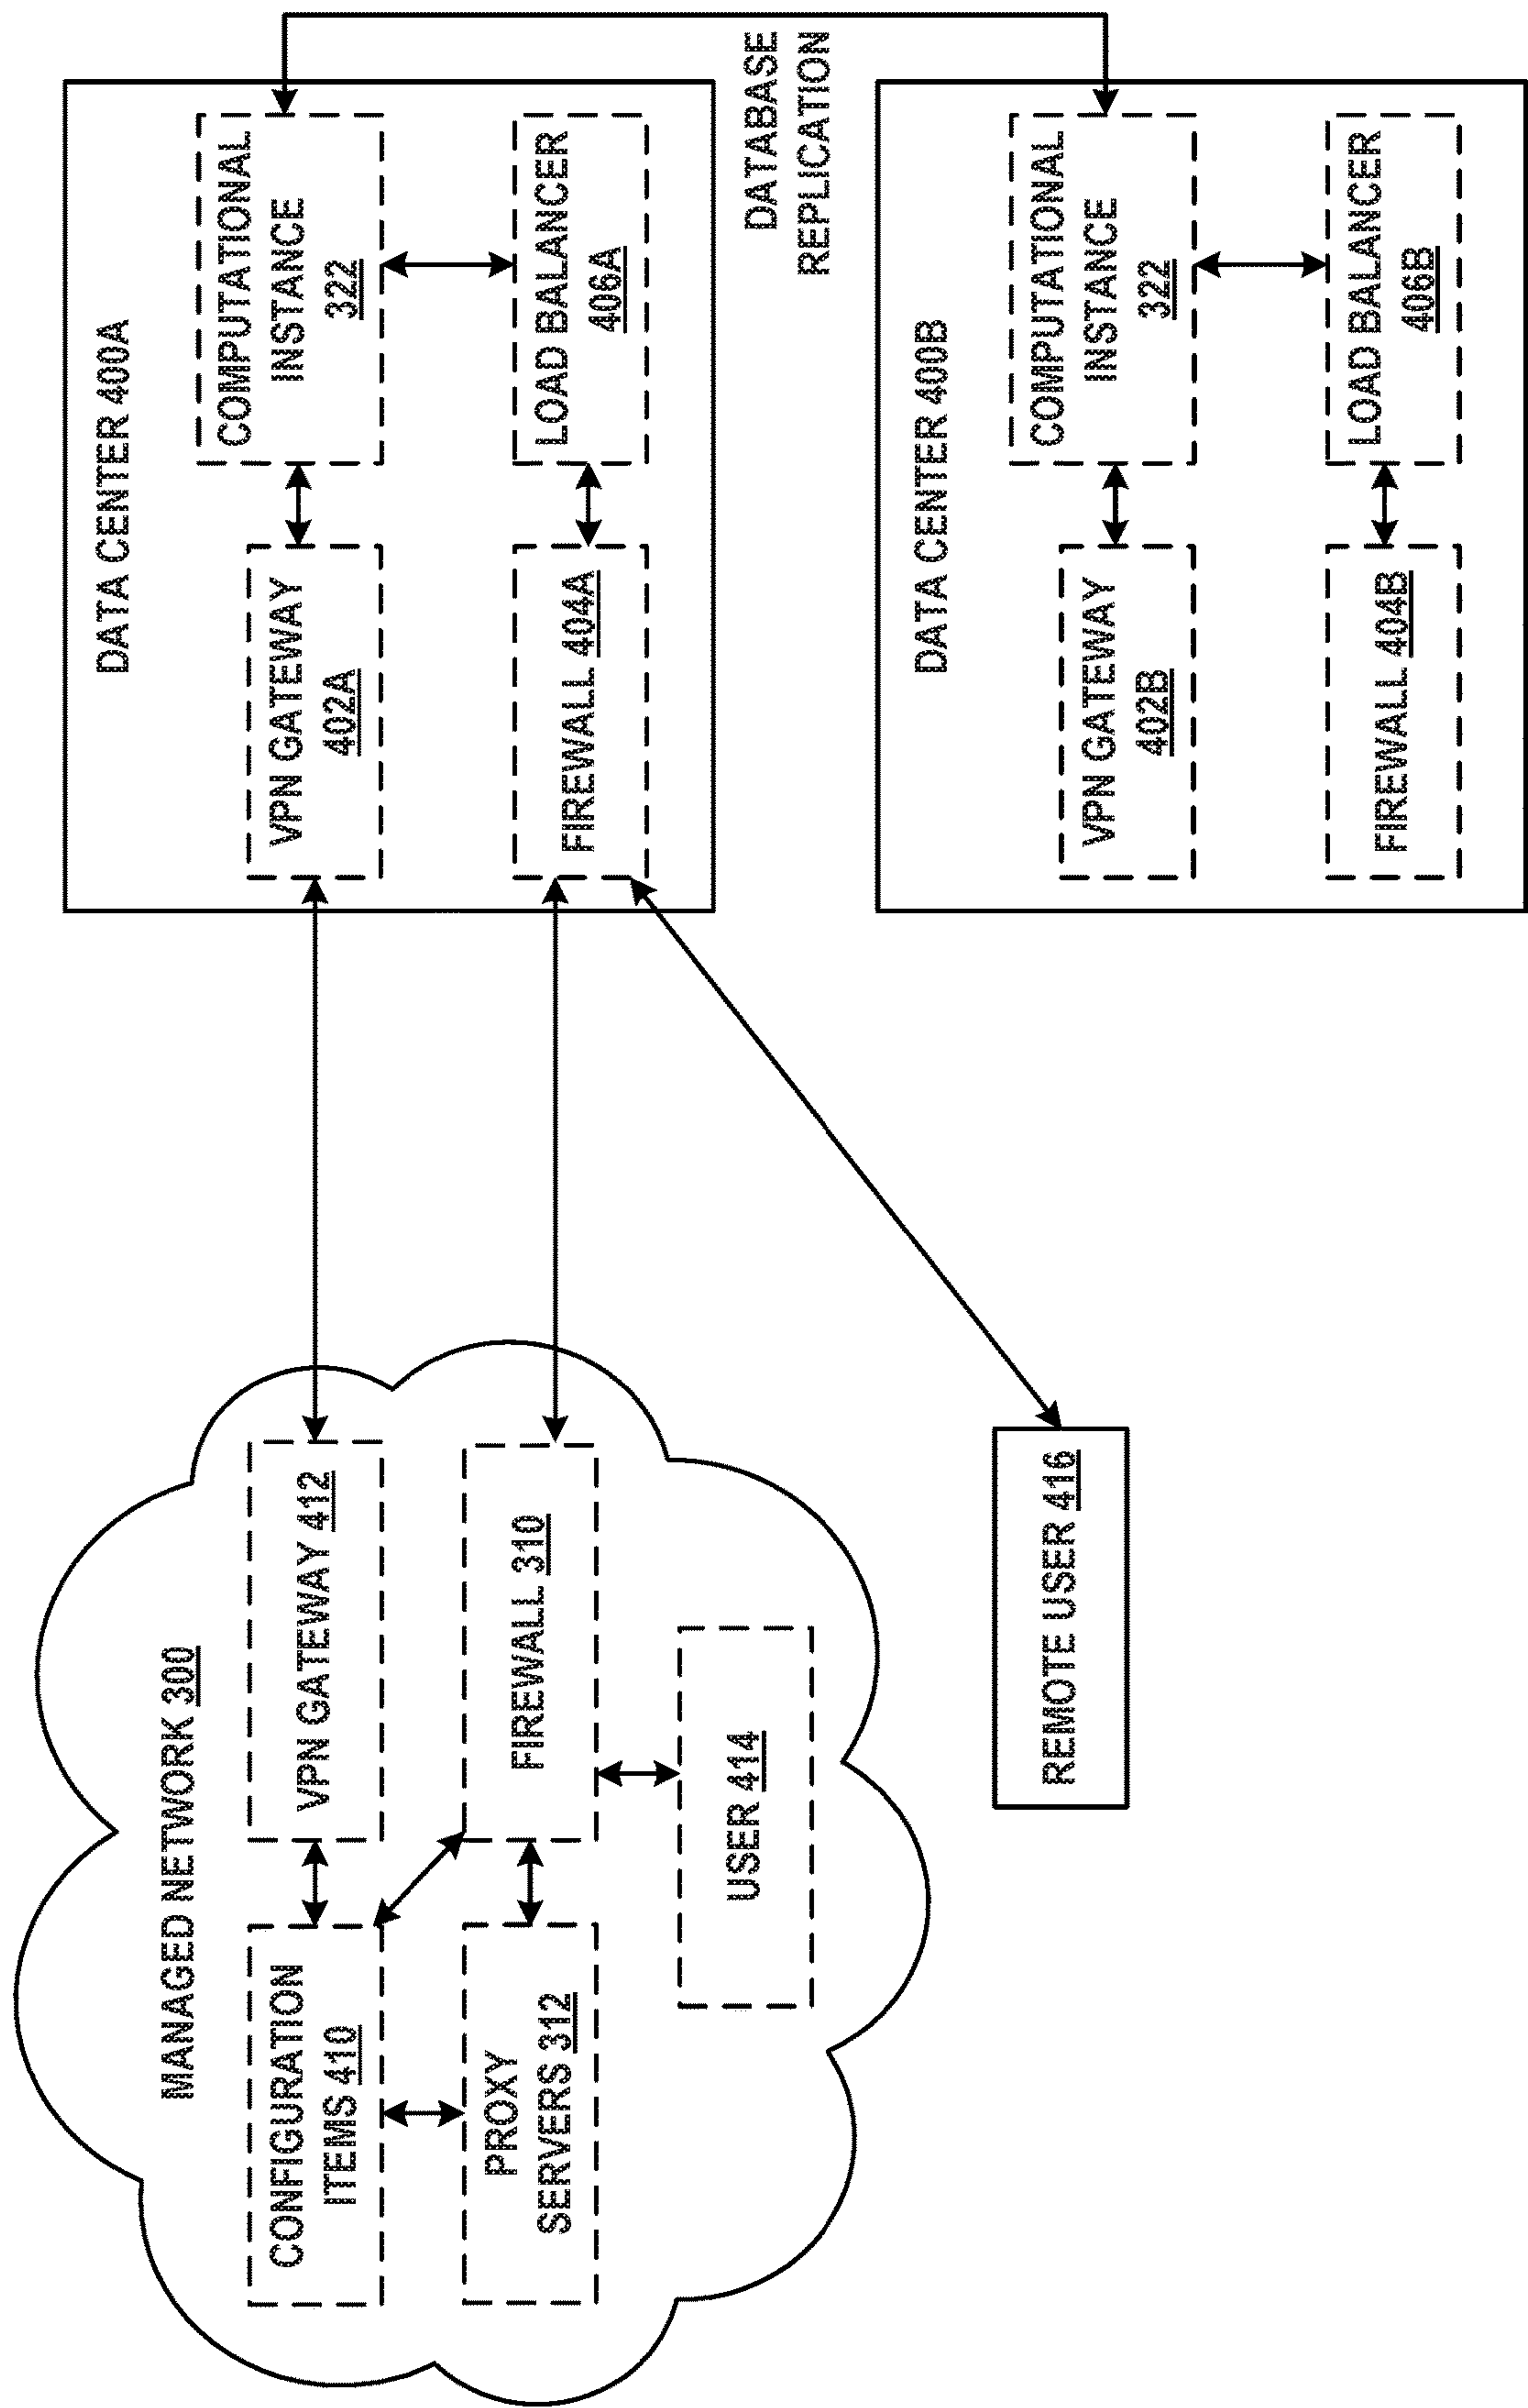 MANAGED NETWORK 300
CONFIGURATION
ITEMS 410
VPN GATEWAY 412
PROXY
SERVERS 312
FIREWALL 310
USER 414
REMOTE USER 416
DATA CENTER 400A
VPN GATEWAY
402A
COMPUTATIONAL
INSTANCE
322
FIREWALL 404A
LOAD BALANCER
406A
DATABASE
REPLICATION
DATA CENTER 400B
VPN GATEWAY
402B
COMPUTATIONAL
INSTANCE
322
FIREWALL 404B
LOAD BALANCER
406B